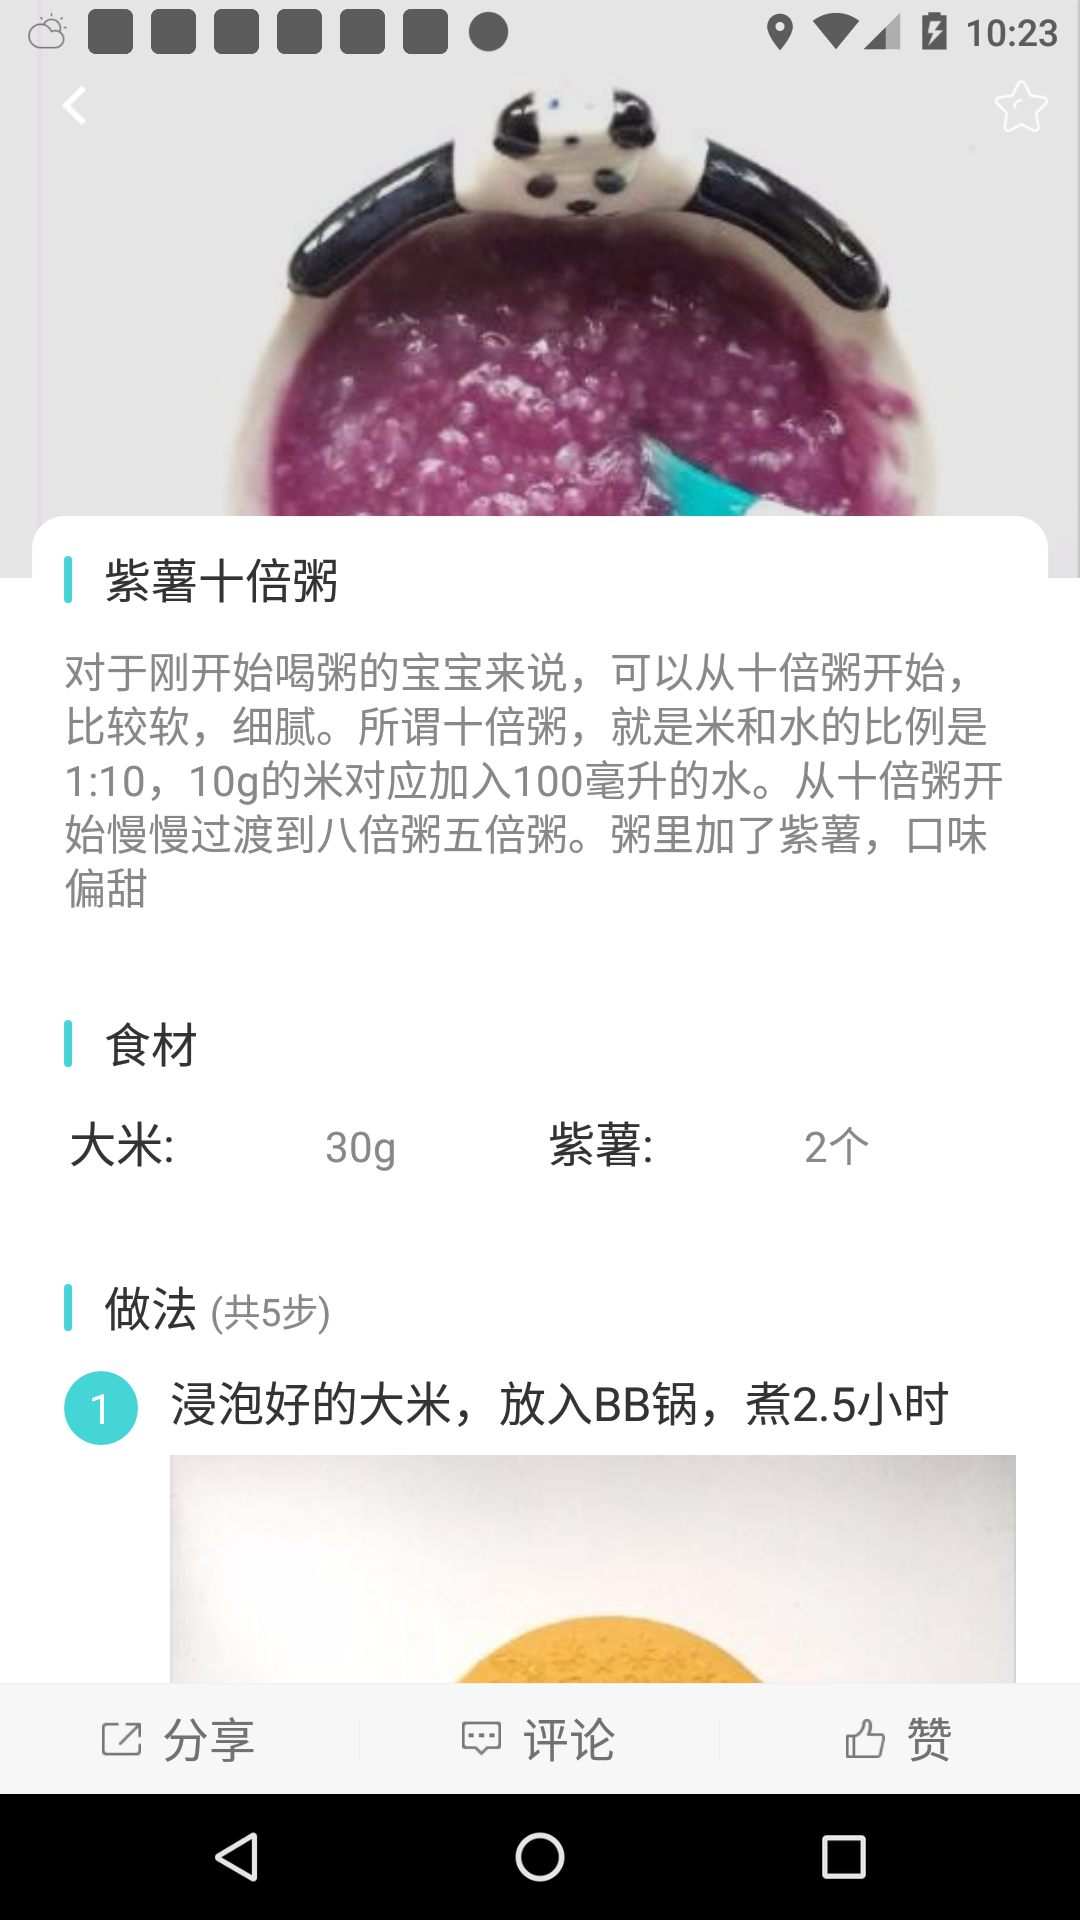 10:23
紫薯十倍粥
对于刚开始喝粥的宝宝来说，可以从十倍粥开始，
比较软，细腻。所谓十倍粥，就是米和水的比例是
1:10，10g的米对应加入100毫升的水。从十倍粥开
始慢慢过渡到八倍粥五倍粥。粥里加了紫薯，口味
偏甜
食材
大米: 30g 紫薯: 2个
做法 (共5步)
1 浸泡好的大米，放入BB锅，煮2.5小时
分享 评论 赞